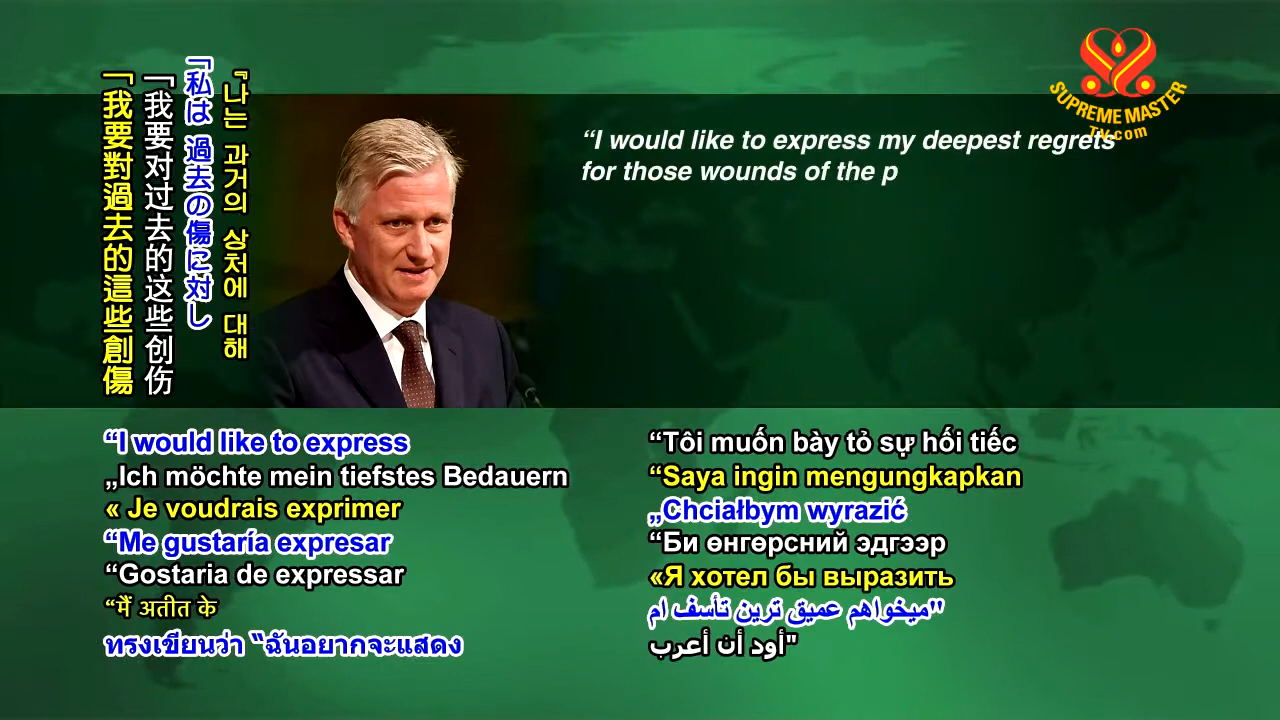 SUPREME MASTER
TV.com
“I would like to express my deepest regrets
for those wounds of the p
『나는 과거의 상처에 대해
「私は 過去の傷に対し
「我要对过去的这些创伤
「我要對過去的這些創傷
“I would like to express
„Ich möchte mein tiefstes Bedauern
« Je voudrais exprimer
“Me gustaría expresar
“Gostaria de expressar
“मैं अतीत के
ทรงเขียนว่า “ฉันอยากจะแสดง
“Tôi muốn bày tỏ sự hối tiếc
“Saya ingin mengungkapkan
„Chciałbym wyrazić
“Би өнгөрсний эдгээр
«Я хотел бы выразить
"میخواهم عمیق ترین تأسف ام
"أود أن أعرب